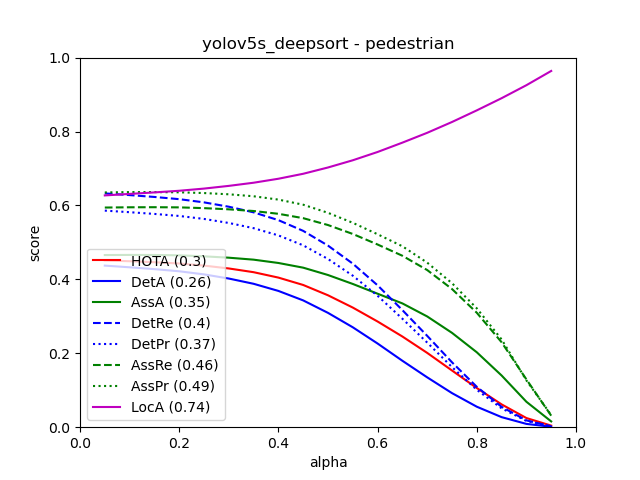 yolov5s_deepsort - pedestrian
1.0
0.8
0.6
0.4
0.2
0.0
score
HOTA (0.3)
DetA (0.26)
AssA (0.35)
DetRe (0.4)
DetPr (0.37)
AssRe (0.46)
AssPr (0.49)
LocA (0.74)
0.0 0.2 0.4 0.6 0.8 1.0
alpha